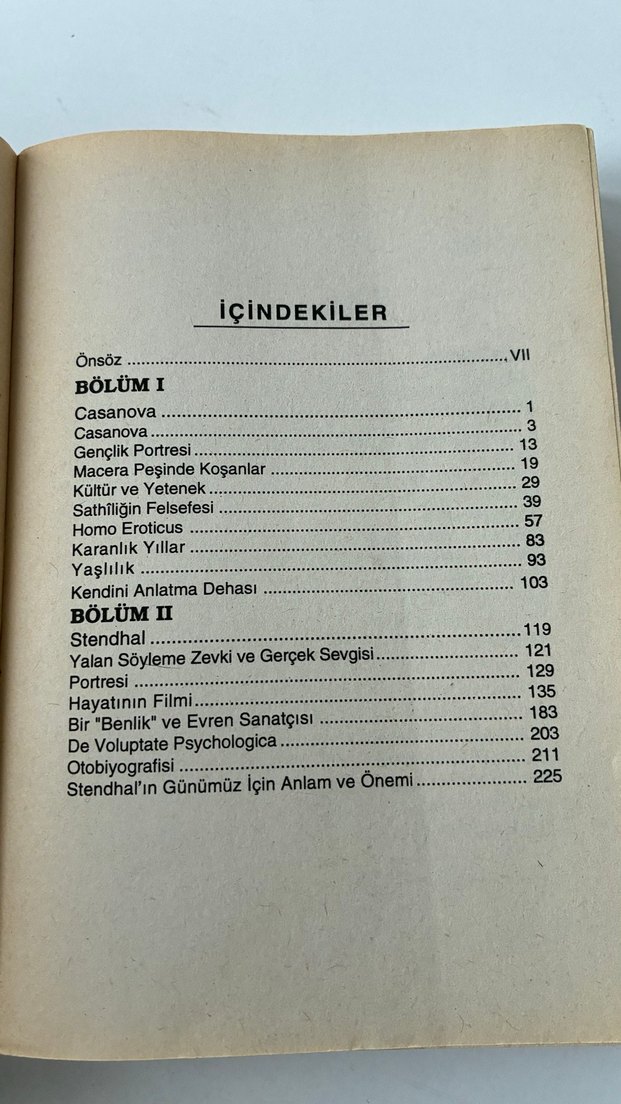 İÇİNDEKİLER
Önsöz ........ VII
BÖLÜM I
Casanova ........ 1
Casanova ........ 3
Gençlik Portresi ........ 13
Macera Peşinde Koşanlar ........ 19
Kültür ve Yetenek ........ 29
Sathîliğin Felsefesi ........ 39
Homo Eroticus ........ 57
Karanlık Yıllar ........ 83
Yaşlılık ........ 93
Kendini Anlatma Dehası ........ 103
BÖLÜM II
Stendhal ........ 119
Yalan Söyleme Zevki ve Gerçek Sevgisi ........ 121
Portresi ........ 129
Hayatının Filmi ........ 135
Bir "Benlik" ve Evren Sanatçısı ........ 183
De Voluptate Psychologica ........ 203
Otobiyografisi ........ 211
Stendhal'ın Günümüz İçin Anlam ve Önemi ........ 225